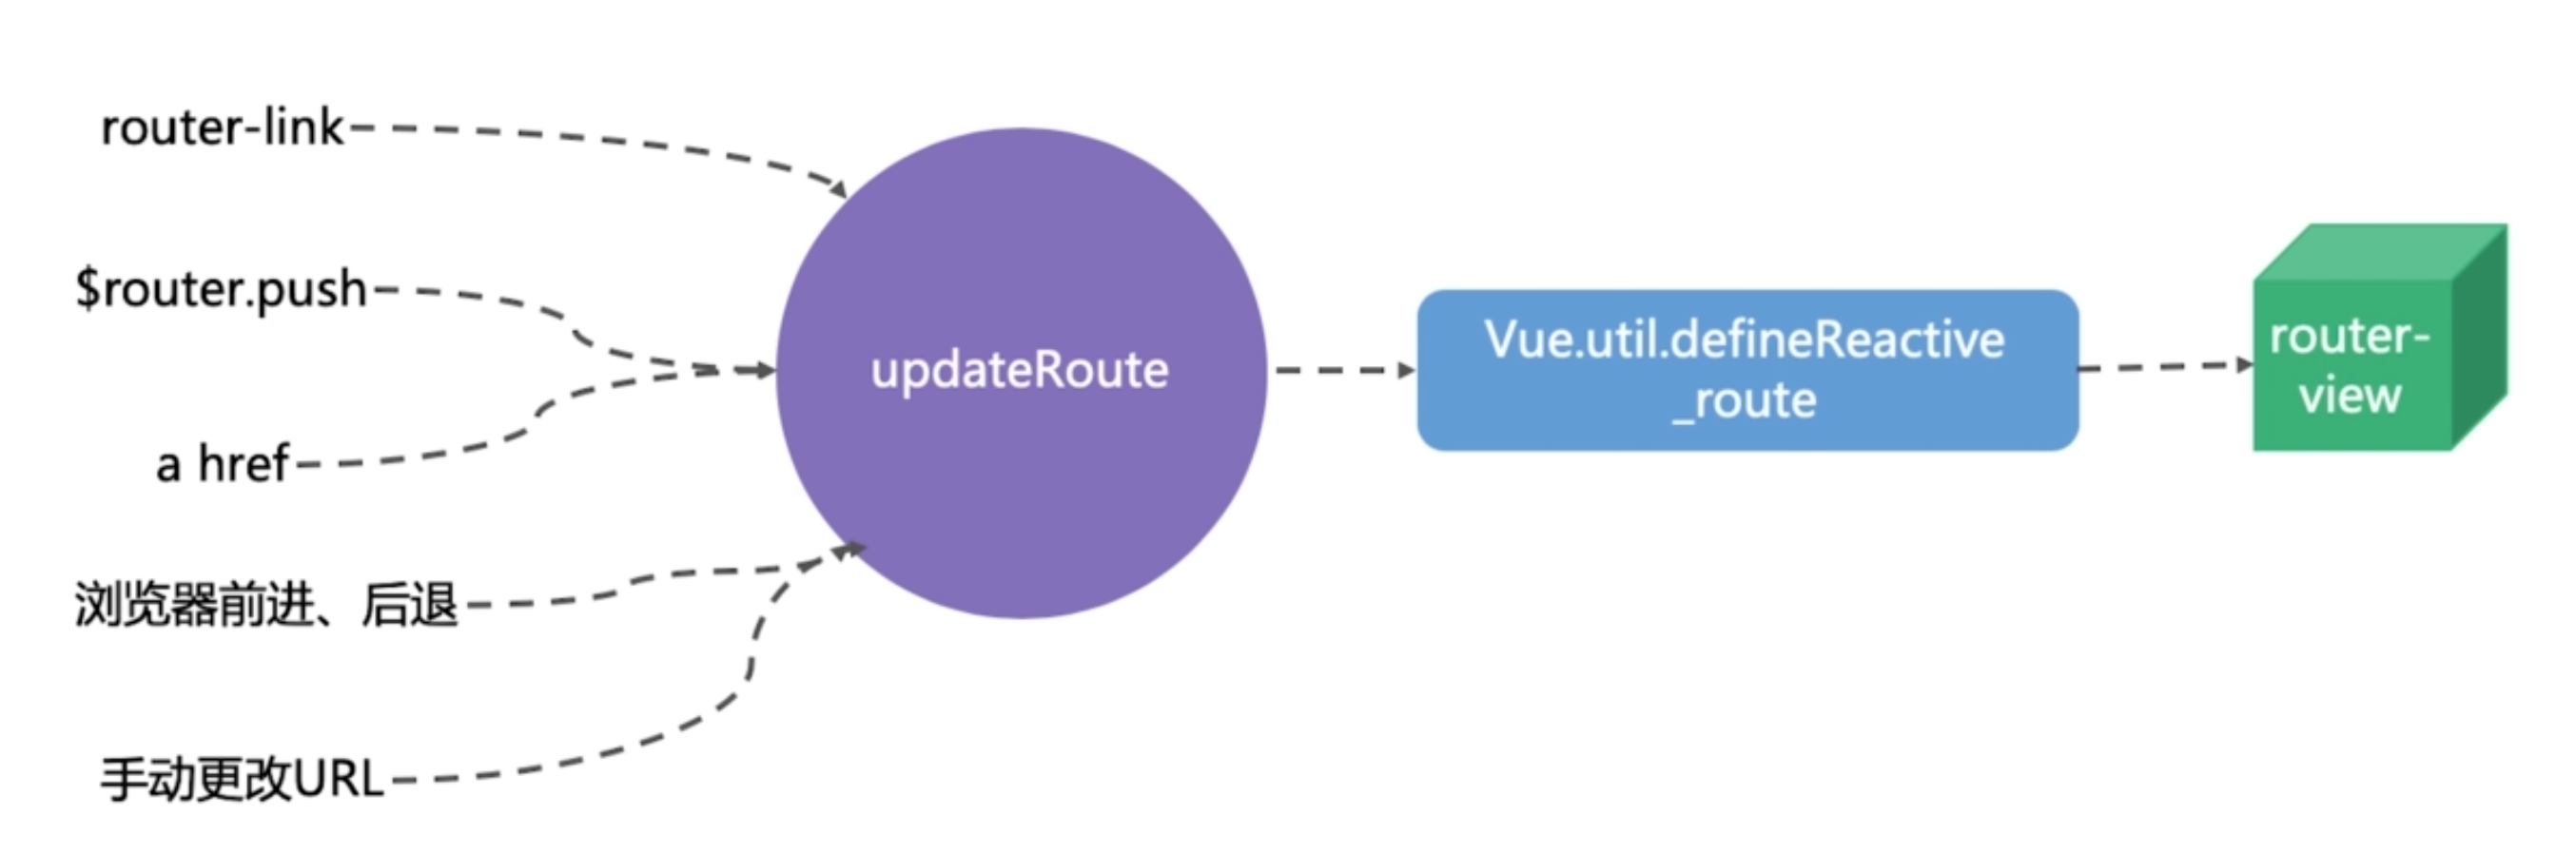 router-link
$router.push
a href
浏览器前进、后退
手动更改URL
updateRoute
Vue.util.defineReactive
_route
router-
view